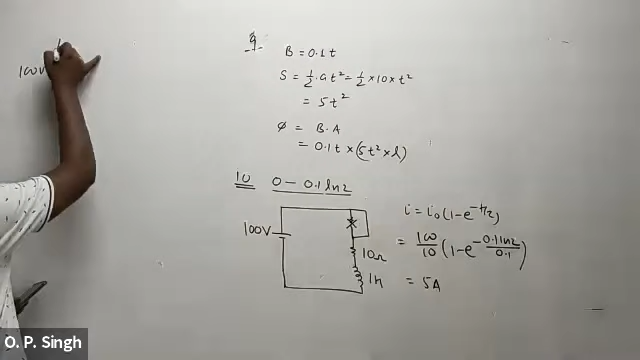 100V
9
B = 0.1t
S = ½.at² = ½ × 10 × t²
= 5t²
ϕ = B.A
= 0.1t × (5t² × l)
10 0 - 0.1 ln2
100V
10Ω
1H
i = i₀(1 - e^-t/τ)
= 100/10 (1 - e^-0.1ln2/0.1)
= 5A
O. P. Singh